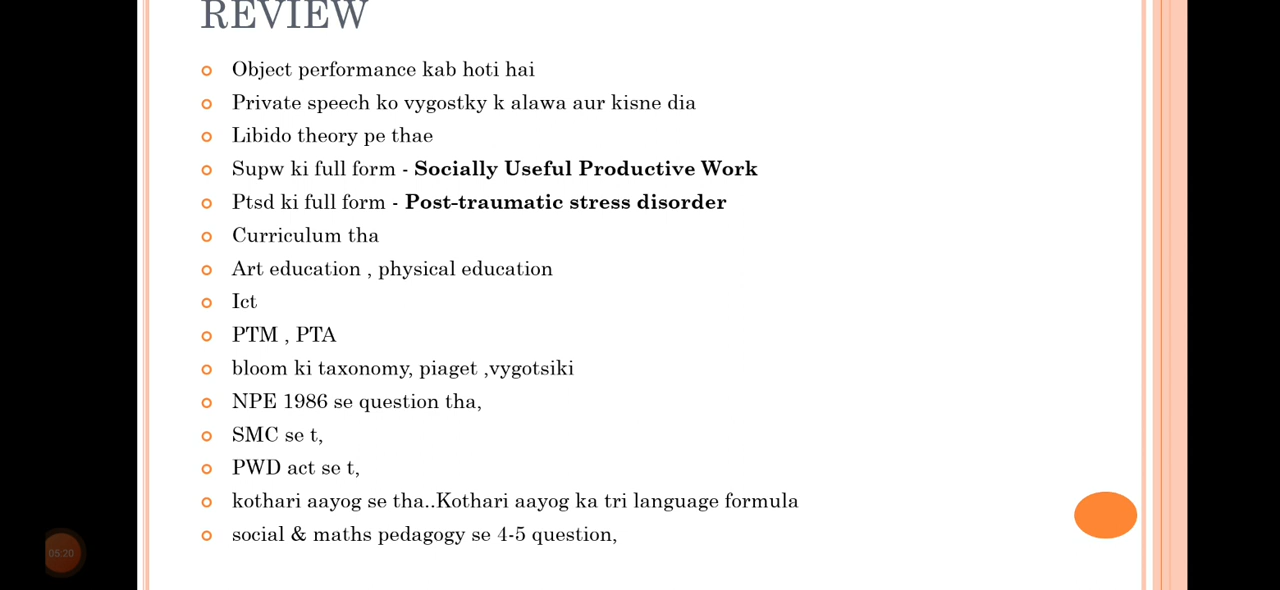 REVIEW
Object performance kab hoti hai
Private speech ko vygostky k alawa aur kisne dia
Libido theory pe thae
Supw ki full form - Socially Useful Productive Work
Ptsd ki full form - Post-traumatic stress disorder
Curriculum tha
Art education , physical education
Ict
PTM , PTA
bloom ki taxonomy, piaget ,vygotsiki
NPE 1986 se question tha,
SMC se t,
PWD act se t,
kothari aayog se tha..Kothari aayog ka tri language formula
social & maths pedagogy se 4-5 question,
05:20